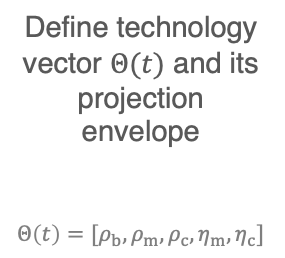 Define technology
vector Θ(t) and its
projection
envelope
Θ(t) = [ρb, ρm, ρc, ηm, ηc]